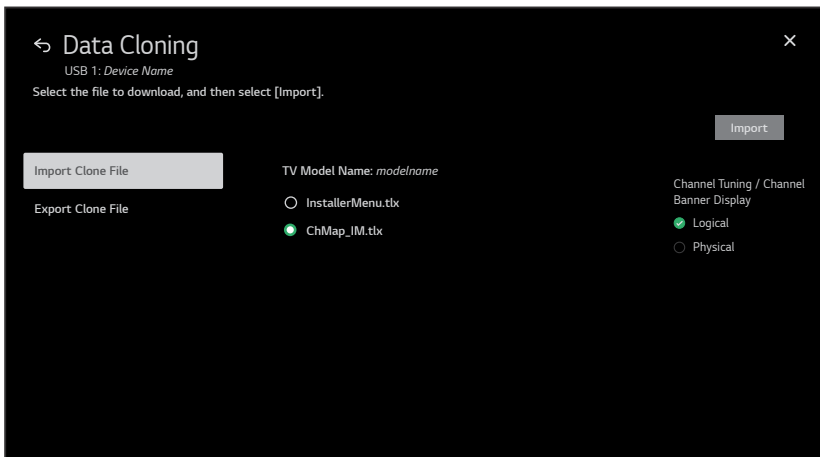 Data Cloning
USB 1: Device Name
Select the file to download, and then select [Import].
Import
Import Clone File
Export Clone File
TV Model Name: modelname
InstallerMenu.tlx
ChMap_IM.tlx
Channel Tuning / Channel
Banner Display
Logical
Physical